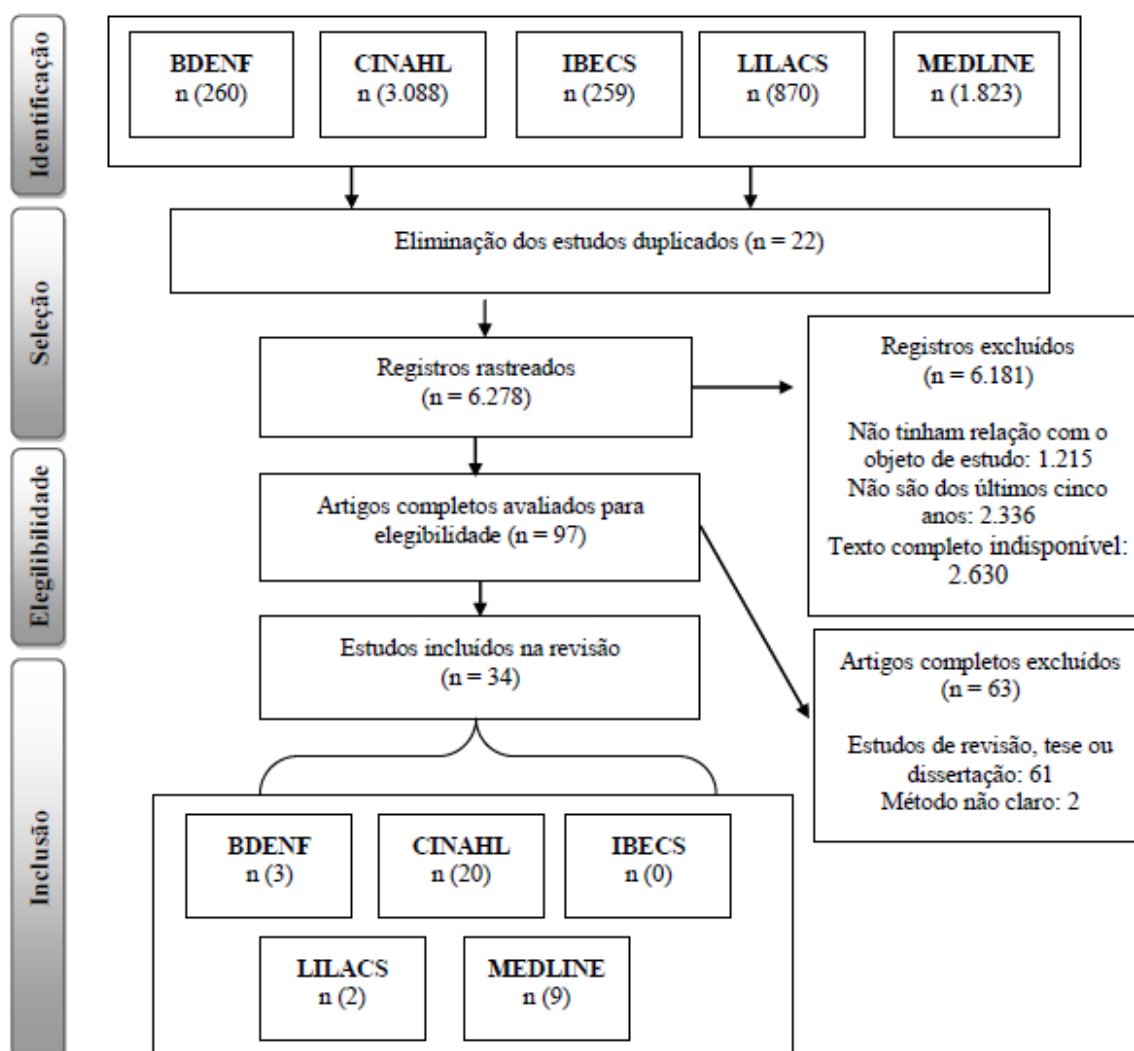 Identificação
BDENF
n (260)
CINAHL
n (3.088)
IBECS
n (259)
LILACS
n (870)
MEDLINE
n (1.823)
Seleção
Eliminação dos estudos duplicados (n = 22)
Registros rastreados
(n = 6.278)
Registros excluídos
(n = 6.181)
Não tinham relação com o
objeto de estudo: 1.215
Não são dos últimos cinco
anos: 2.336
Texto completo indisponível:
2.630
Elegilibilidade
Artigos completos avaliados para
elegibilidade (n = 97)
Artigos completos excluídos
(n = 63)
Estudos de revisão, tese ou
dissertação: 61
Método não claro: 2
Inclusão
Estudos incluídos na revisão
(n = 34)
BDENF
n (3)
CINAHL
n (20)
IBECS
n (0)
LILACS
n (2)
MEDLINE
n (9)